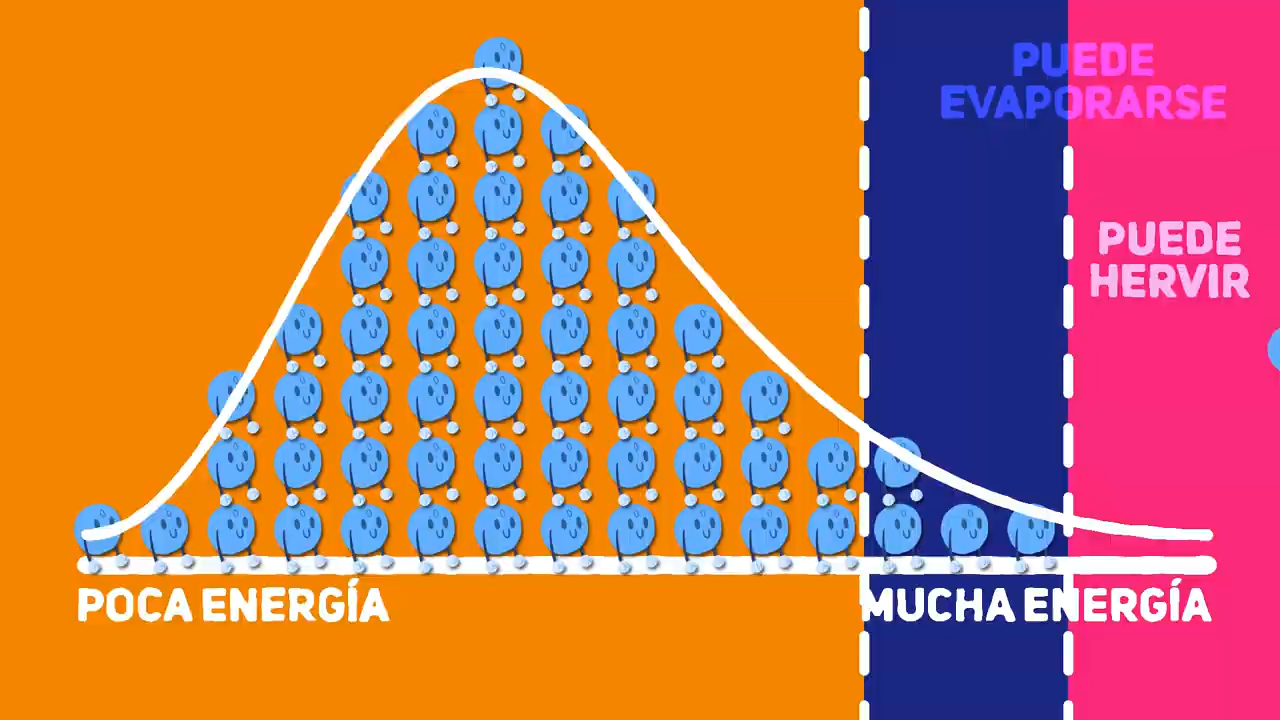 PUEDE
EVAPORARSE
PUEDE
HERVIR
POCA ENERGÍA
MUCHA ENERGÍA